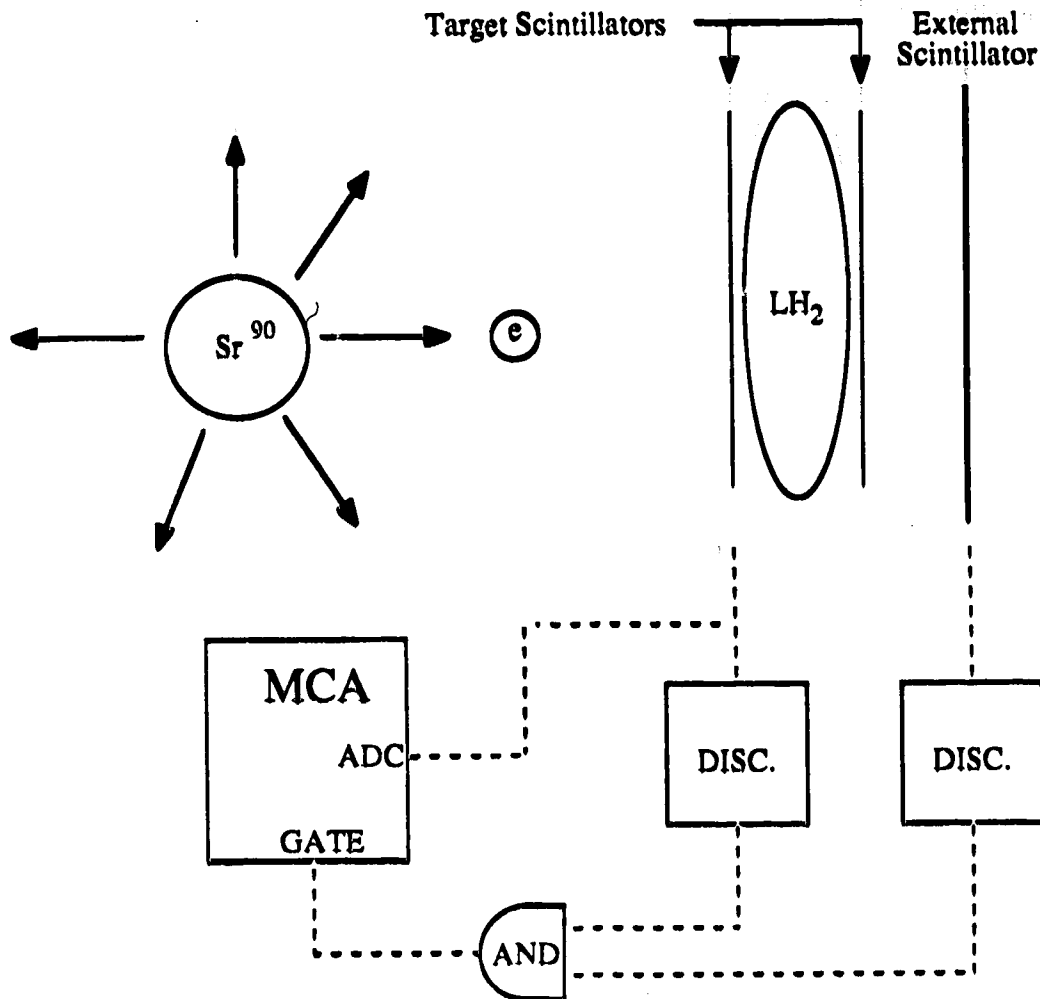 Target Scintillators
External
Scintillator
Sr 90
e
LH2
MCA
ADC
GATE
DISC.
DISC.
AND